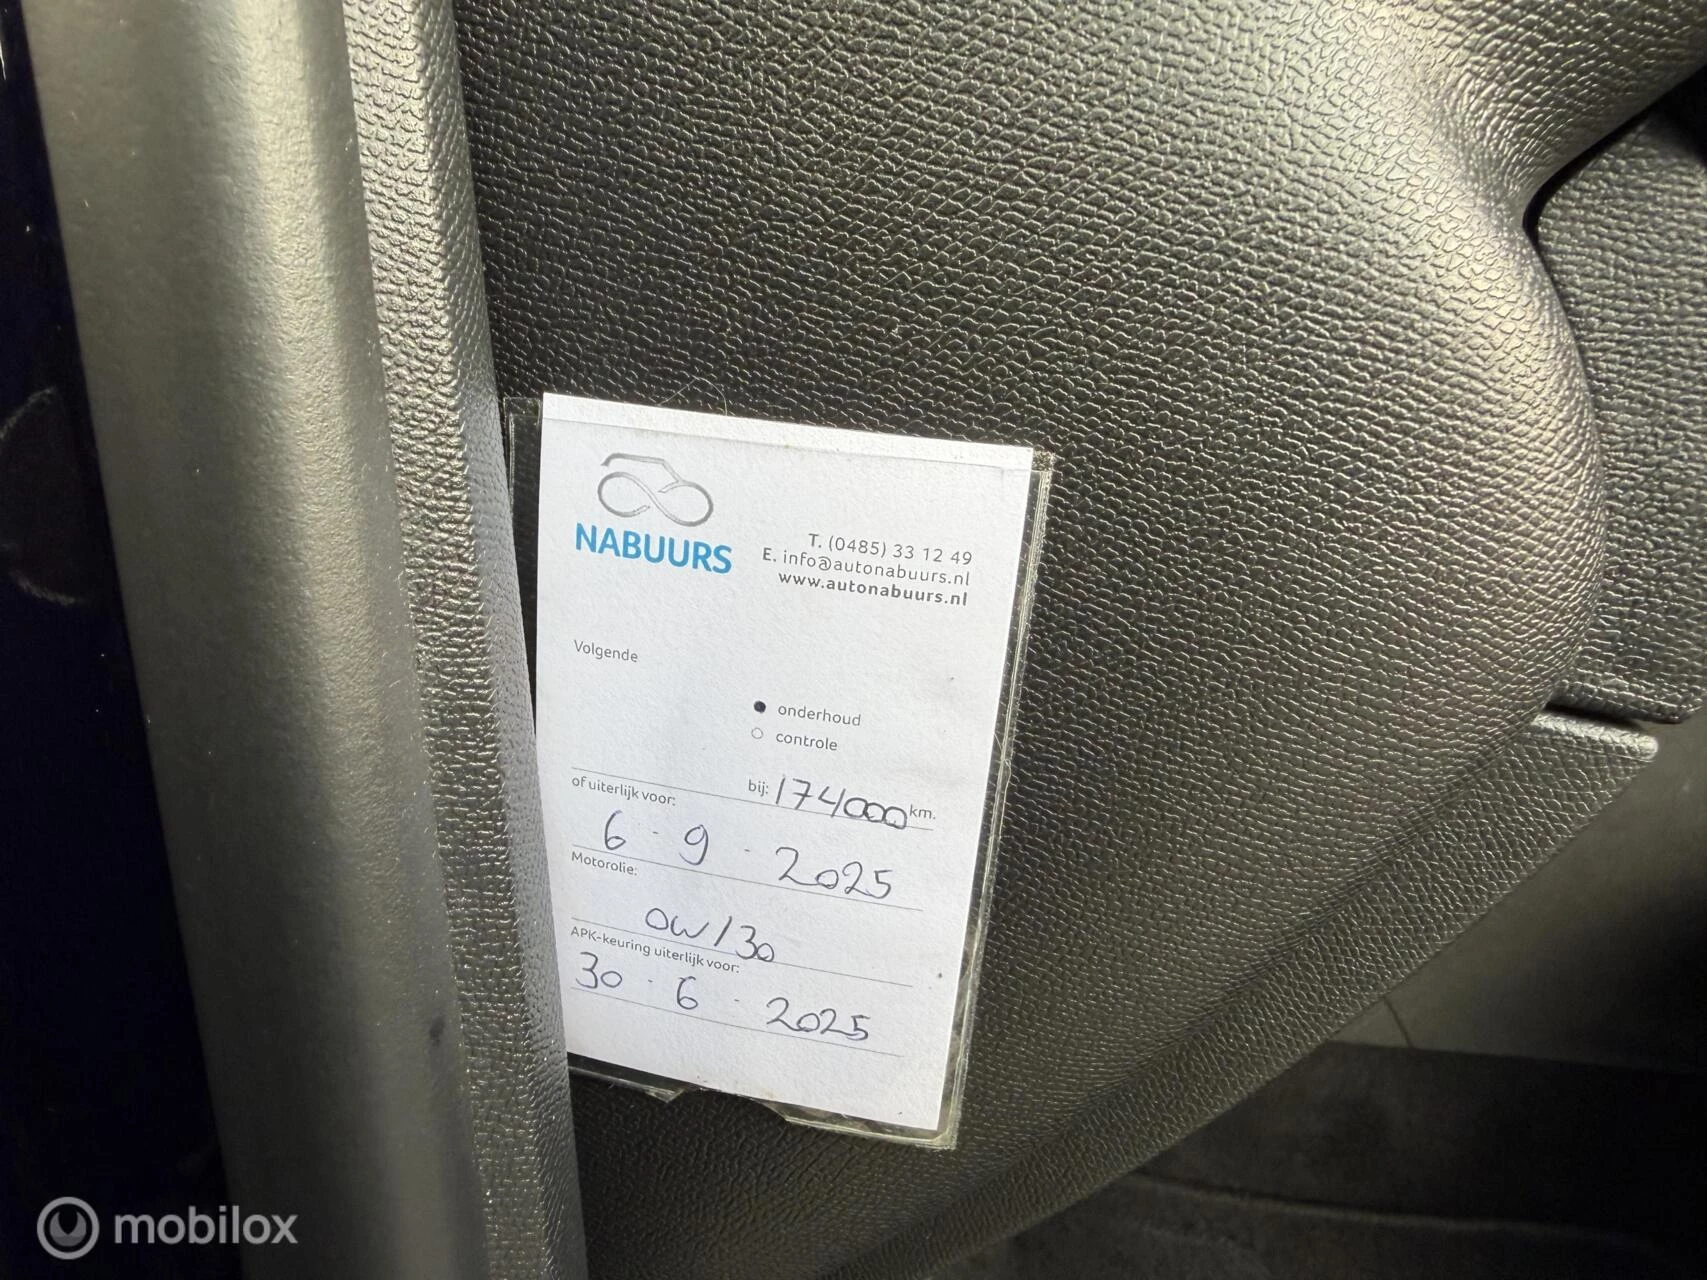 NABUURS
T. (0485) 33 12 49
E. info@autonabuurs.nl
www.autonabuurs.nl
Volgende
onderhoud
controle
bij: 174000 km.
of uiterlijk voor:
6 - 9 - 2025
Motorolie:
0W/30
APK-keuring uiterlijk voor:
30 - 6 - 2025
mobilox